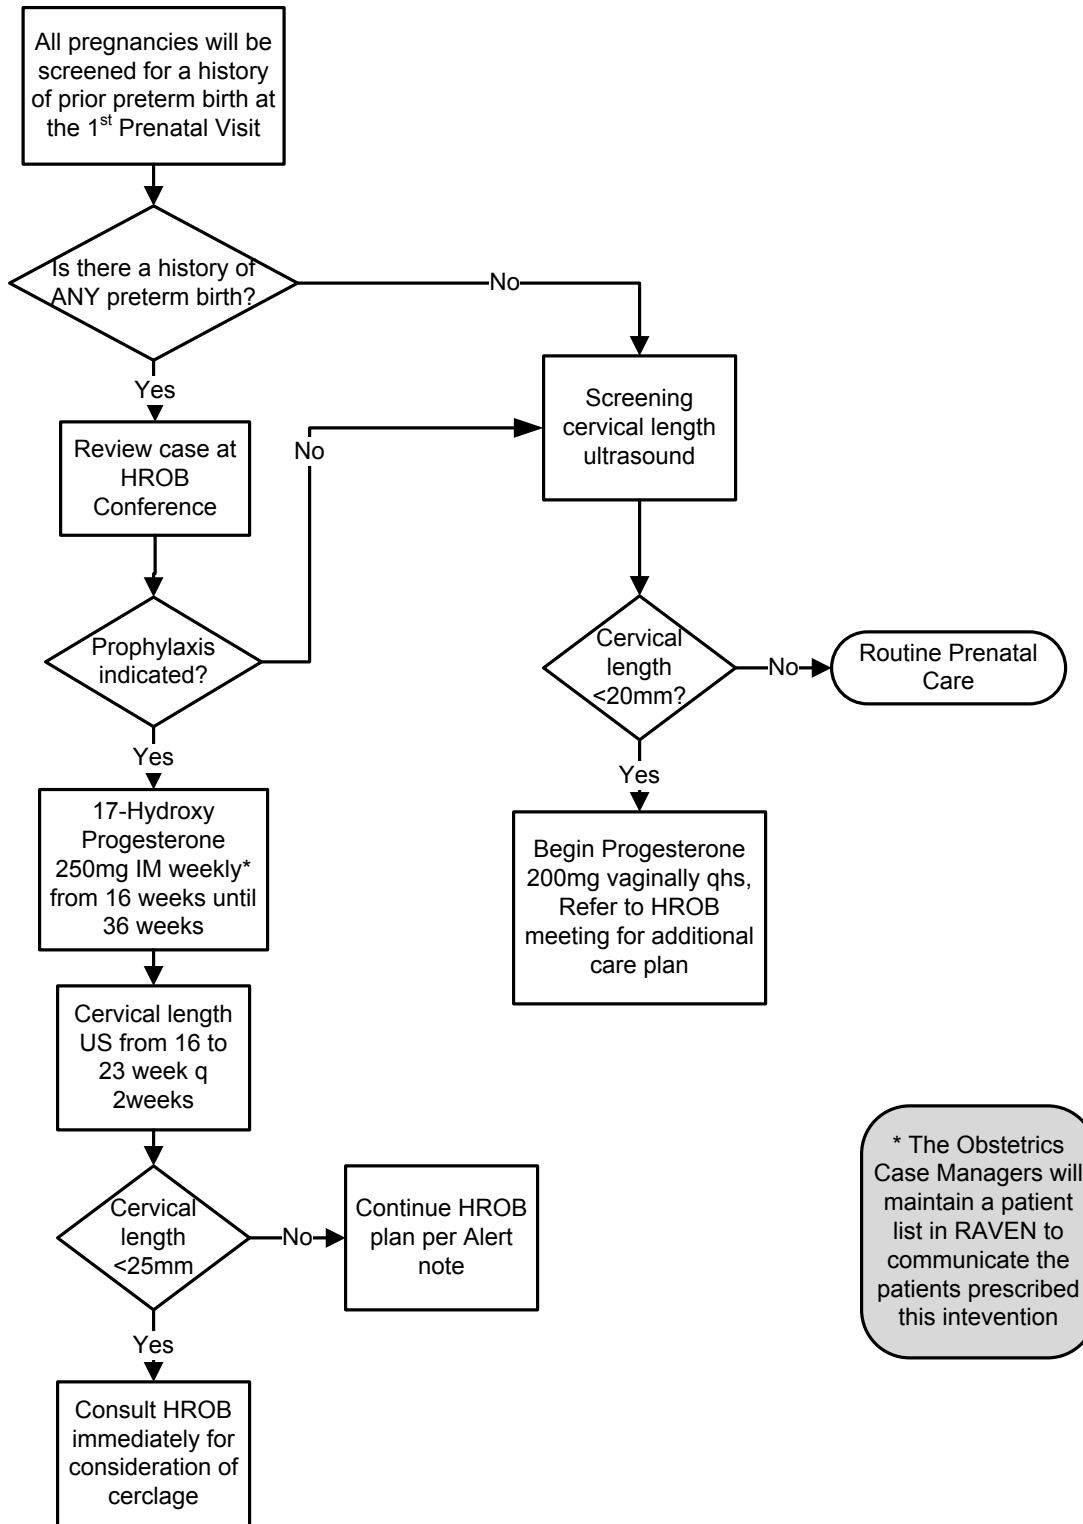 All pregnancies will be
screened for a history
of prior preterm birth at
the 1st Prenatal Visit
Is there a history of
ANY preterm birth?
No
Yes
Review case at
HROB
Conference
No
Screening
cervical length
ultrasound
Prophylaxis
indicated?
Yes
Cervical
length
<20mm?
No
Routine Prenatal
Care
Yes
17-Hydroxy
Progesterone
250mg IM weekly*
from 16 weeks until
36 weeks
Begin Progesterone
200mg vaginally qhs,
Refer to HROB
meeting for additional
care plan
Cervical length
US from 16 to
23 week q
2weeks
Cervical
length
<25mm
No
Continue HROB
plan per Alert
note
Yes
Consult HROB
immediately for
consideration of
cerclage
* The Obstetrics
Case Managers will
maintain a patient
list in RAVEN to
communicate the
patients prescribed
this intevention